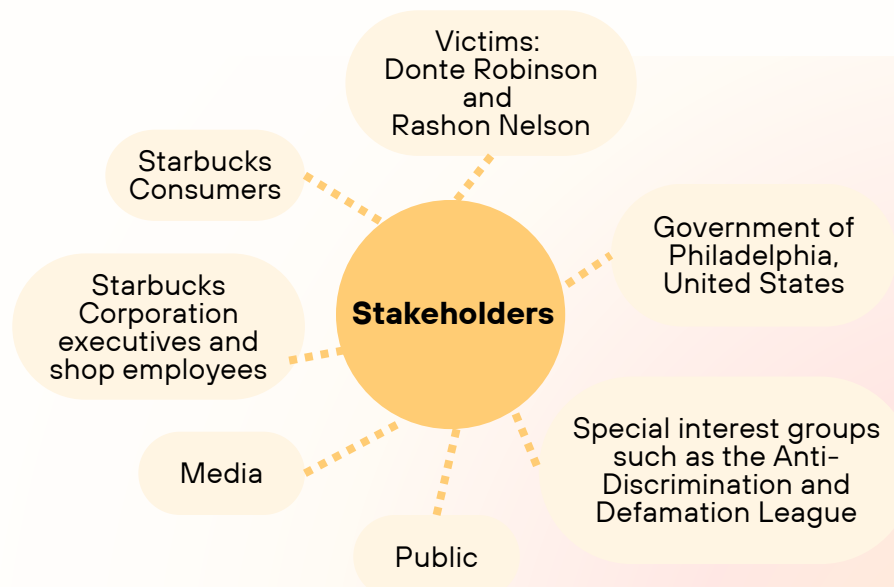 Victims:
Donte Robinson
and
Rashon Nelson
Starbucks
Consumers
Government of
Philadelphia,
United States
Starbucks
Corporation
executives and
shop employees
Stakeholders
Special interest groups
such as the Anti-
Discrimination and
Defamation League
Media
Public